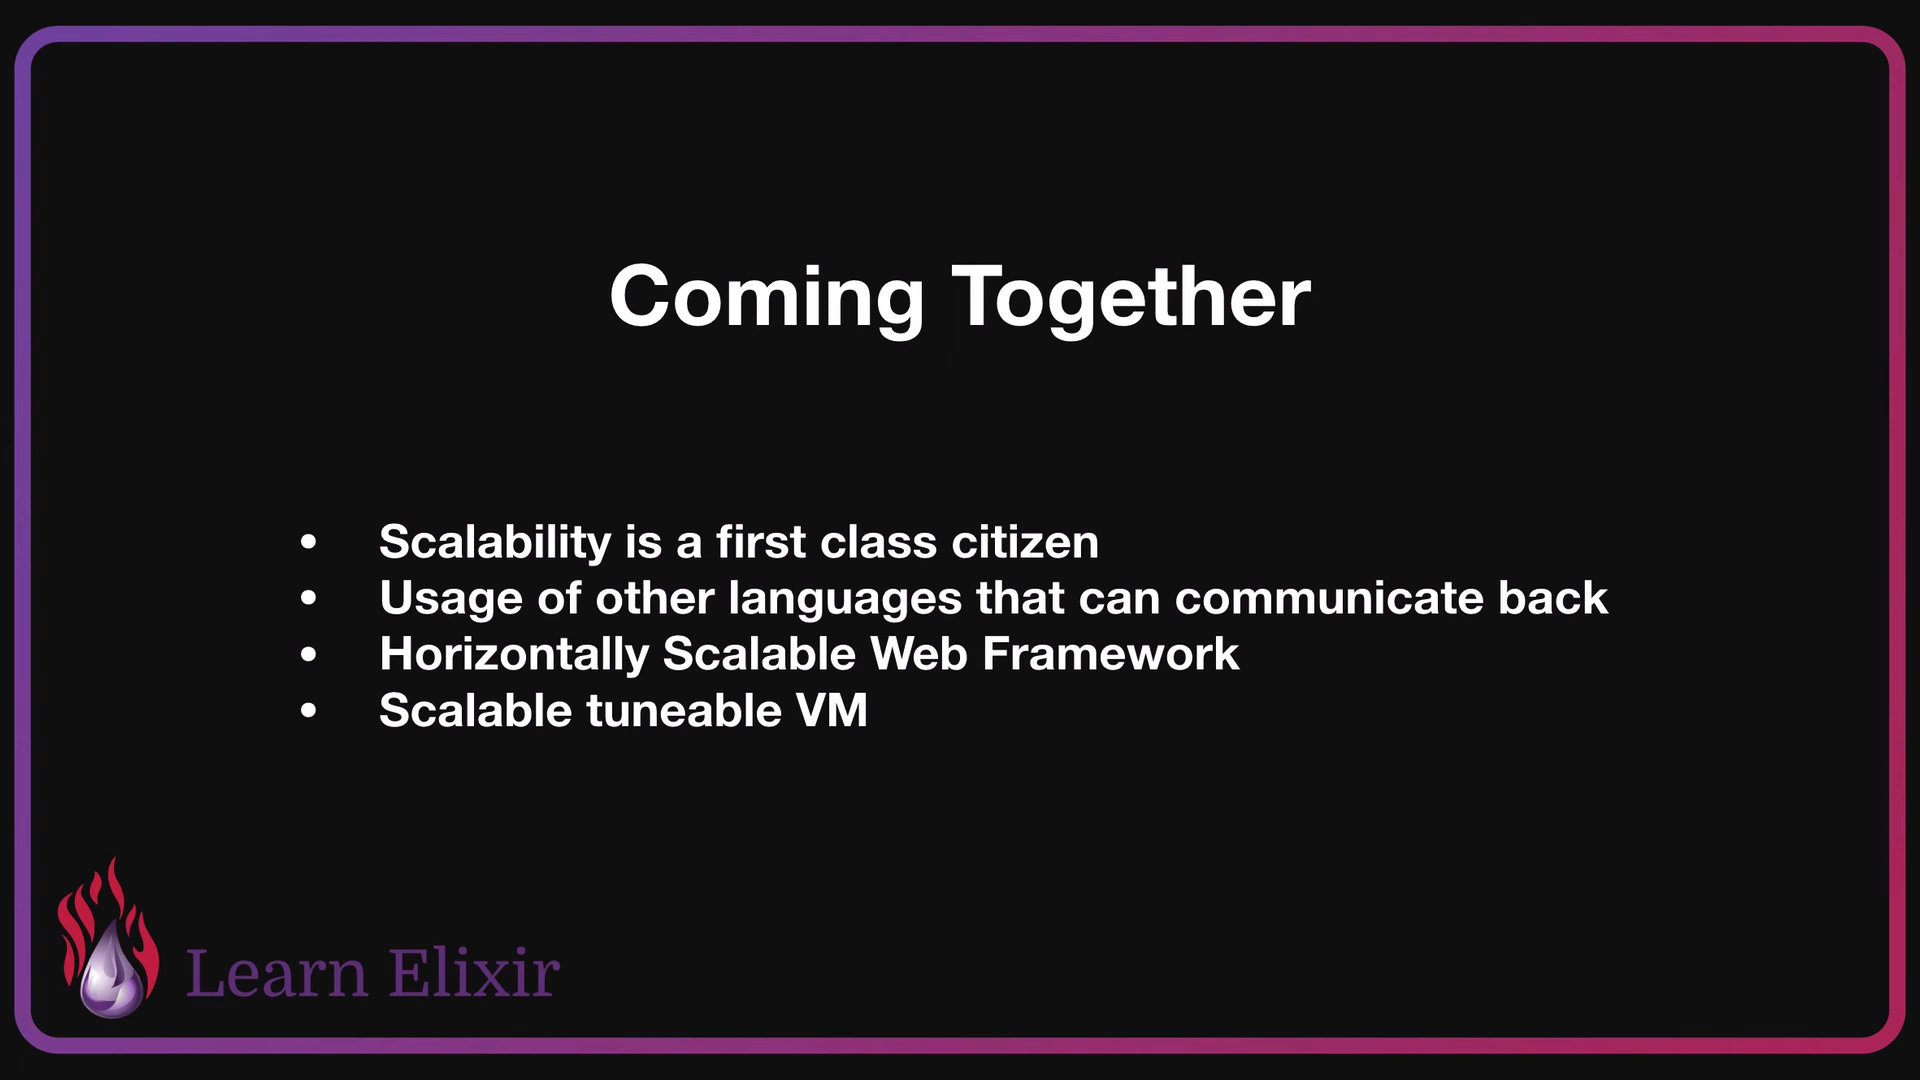 Coming Together
• Scalability is a first class citizen
• Usage of other languages that can communicate back
• Horizontally Scalable Web Framework
• Scalable tuneable VM
Learn Elixir